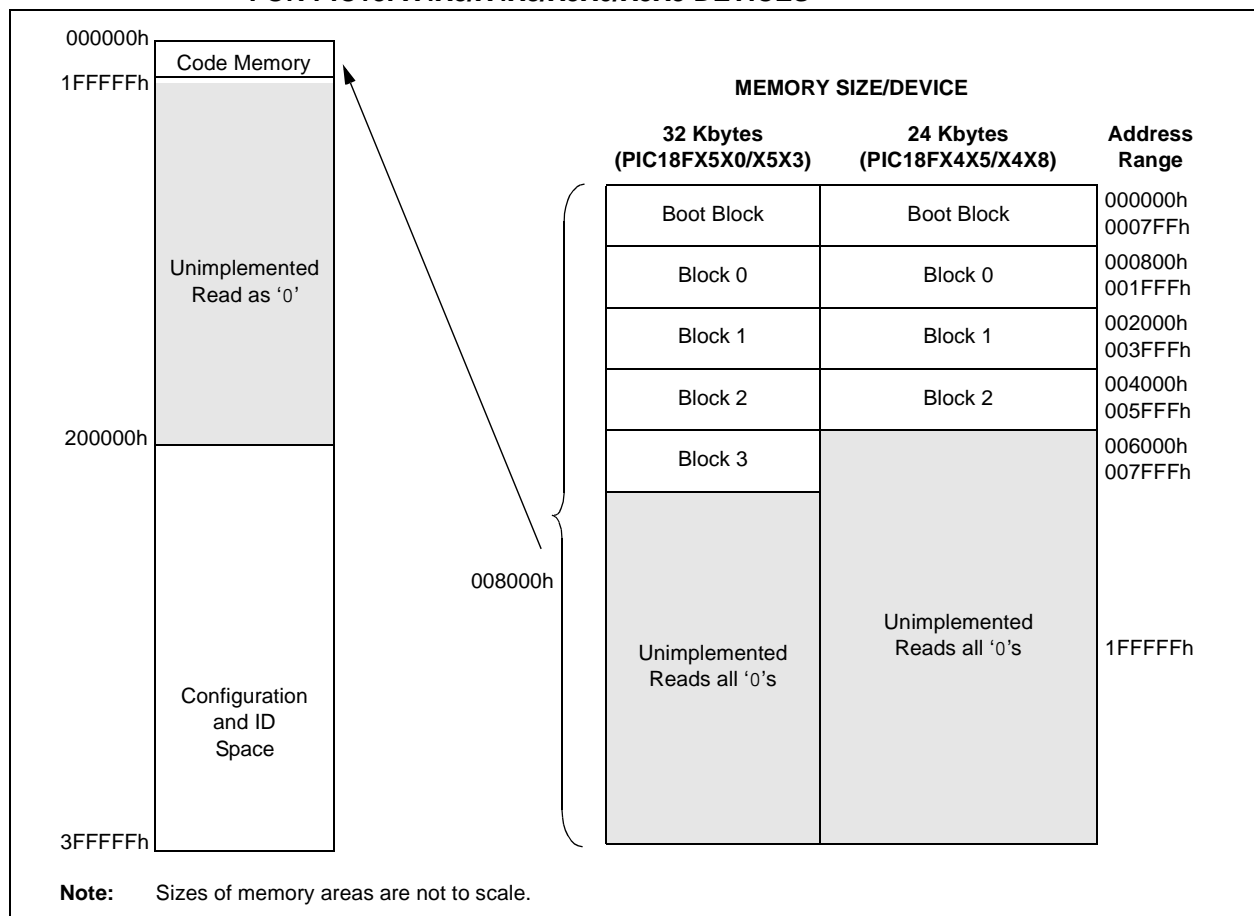 000000h
Code Memory
1FFFFFh
Unimplemented
Read as ‘0’
200000h
Configuration
and ID
Space
3FFFFFh
008000h
MEMORY SIZE/DEVICE
32 Kbytes
(PIC18FX5X0/X5X3)
24 Kbytes
(PIC18FX4X5/X4X8)
Address
Range
Boot Block
Boot Block
000000h
0007FFh
Block 0
Block 0
000800h
001FFFh
Block 1
Block 1
002000h
003FFFh
Block 2
Block 2
004000h
005FFFh
Block 3
006000h
007FFFh
Unimplemented
Reads all ‘0’s
Unimplemented
Reads all ‘0’s
1FFFFFh
Note: Sizes of memory areas are not to scale.